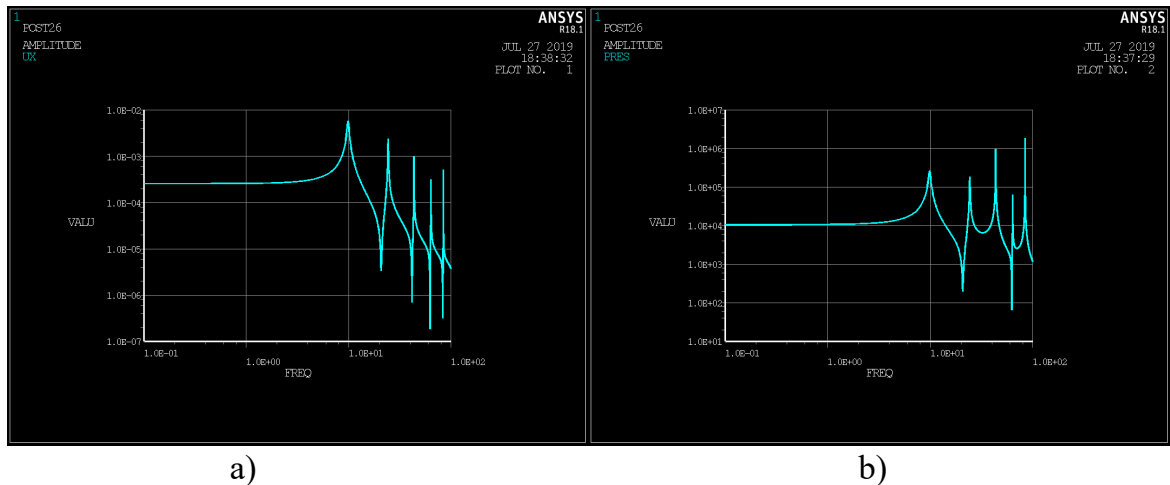 1
POST26
AMPLITUDE
UX
ANSYS
R18.1
JUL 27 2019
18:38:32
PLOT NO. 1
1.0E-02
1.0E-03
1.0E-04
VALU
1.0E-05
1.0E-06
1.0E-07
1.0E-01
1.0E+00
1.0E+01
1.0E+02
FREQ
a)
1
POST26
AMPLITUDE
PRES
ANSYS
R18.1
JUL 27 2019
18:37:29
PLOT NO. 2
1.0E+07
1.0E+06
1.0E+05
VALU
1.0E+04
1.0E+03
1.0E+02
1.0E+01
1.0E-01
1.0E+00
1.0E+01
1.0E+02
FREQ
b)